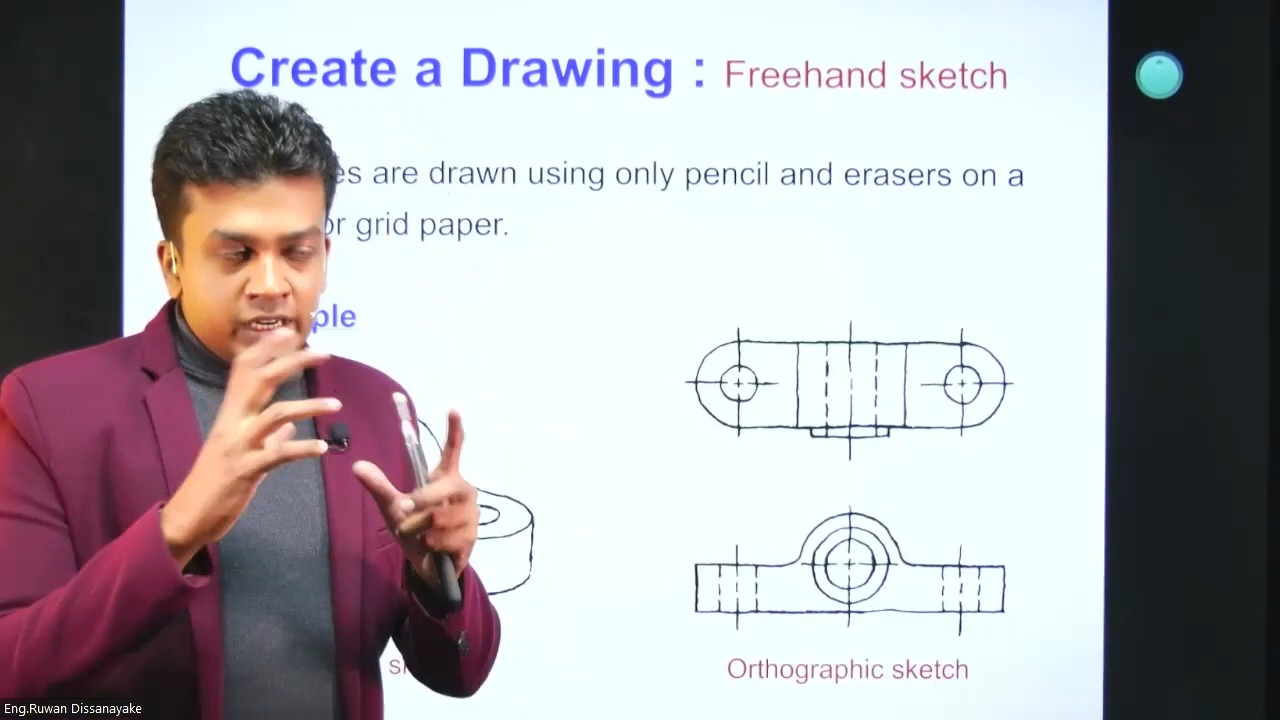 Create a Drawing : Freehand sketch
es are drawn using only pencil and erasers on a
or grid paper.
ple
Orthographic sketch
Eng.Ruwan Dissanayake